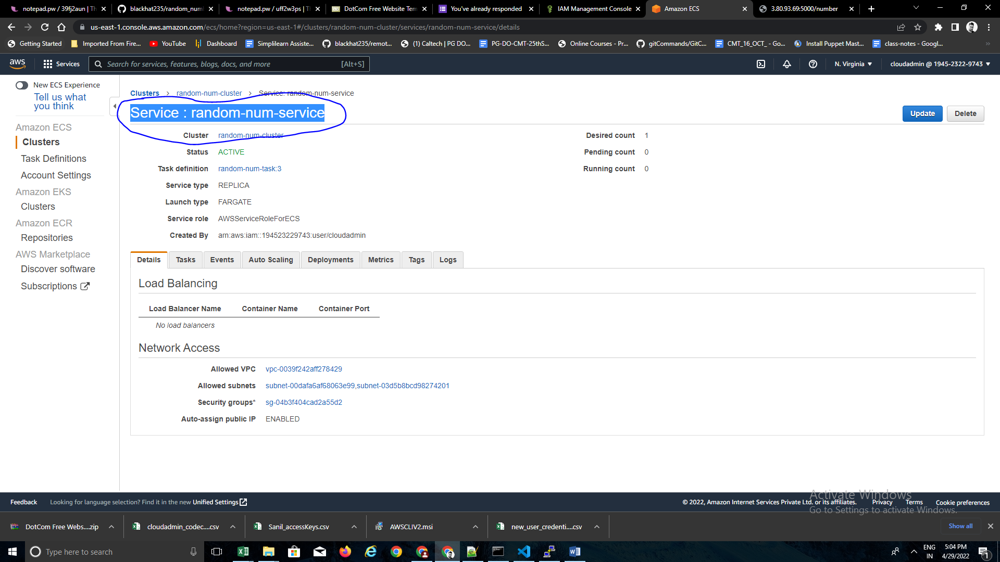 notepad.pw / 39fj2aun | Th
blackhat235/random_numl
notepad.pw / uff2w3ps | Th
DotCom Free Website Tem
You've already responded
IAM Management Console
Amazon ECS
3.80.93.69:5000/number
us-east-1.console.aws.amazon.com/ecs/home?region=us-east-1#/clusters/random-num-cluster/services/random-num-service/details
Getting Started
Imported From Fire...
YouTube
Dashboard
Simplilearn Assiste...
blackhat235/remot...
(1) Caltech | PG DO...
PG-DO-CMT-25thS...
Online Courses - Pr...
gitCommands/GitC...
CMT_16_OCT_ - Go...
Install Puppet Mast...
class-notes - Googl...
aws
Services
Search for services, features, blogs, docs, and more
[Alt+S]
N. Virginia
cloudadmin @ 1945-2322-9743
New ECS Experience
Tell us what
you think
Amazon ECS
Clusters
Task Definitions
Account Settings
Amazon EKS
Clusters
Amazon ECR
Repositories
AWS Marketplace
Discover software
Subscriptions
Clusters > random-num-cluster > Service: random-num-service
Service : random-num-service
Update
Delete
Cluster random-num-cluster
Status ACTIVE
Task definition random-num-task:3
Service type REPLICA
Launch type FARGATE
Service role AWSServiceRoleForECS
Created By arn:aws:iam::194523229743:user/cloudadmin
Desired count 1
Pending count 0
Running count 0
Details
Tasks
Events
Auto Scaling
Deployments
Metrics
Tags
Logs
Load Balancing
Load Balancer Name Container Name Container Port
No load balancers
Network Access
Allowed VPC vpc-0039f242aff278429
Allowed subnets subnet-00dafa6af68063e99,subnet-03d5b8bcd98274201
Security groups* sg-04b3f404cad2a55d2
Auto-assign public IP ENABLED
Activate Windows
Go to Settings to activate Windows.
Feedback
Looking for language selection? Find it in the new Unified Settings
© 2022, Amazon Internet Services Private Ltd. or its affiliates.
Privacy
Terms
Cookie preferences
DotCom Free Webs....zip
cloudadmin_codec....csv
Sanil_accessKeys.csv
AWSCLIV2.msi
new_user_credenti....csv
Show all
Type here to search
ENG
IN
5:04 PM
4/29/2022
1